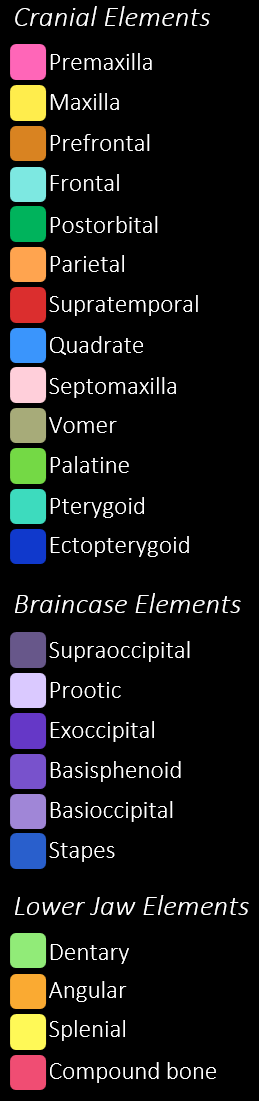 Cranial Elements
Premaxilla
Maxilla
Prefrontal
Frontal
Postorbital
Parietal
Supratemporal
Quadrate
Septomaxilla
Vomer
Palatine
Pterygoid
Ectopterygoid
Braincase Elements
Supraoccipital
Prootic
Exoccipital
Basisphenoid
Basioccipital
Stapes
Lower Jaw Elements
Dentary
Angular
Splenial
Compound bone